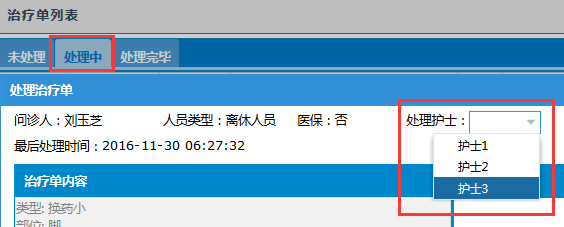 治疗单列表
未处理 处理中 处理完毕
处理治疗单
问诊人：刘玉芝 人员类型：离休人员 医保：否 处理护士：
最后处理时间：2016-11-30 06:27:32
护士1
护士2
护士3
治疗单内容
类型: 换药小
部位: 脚